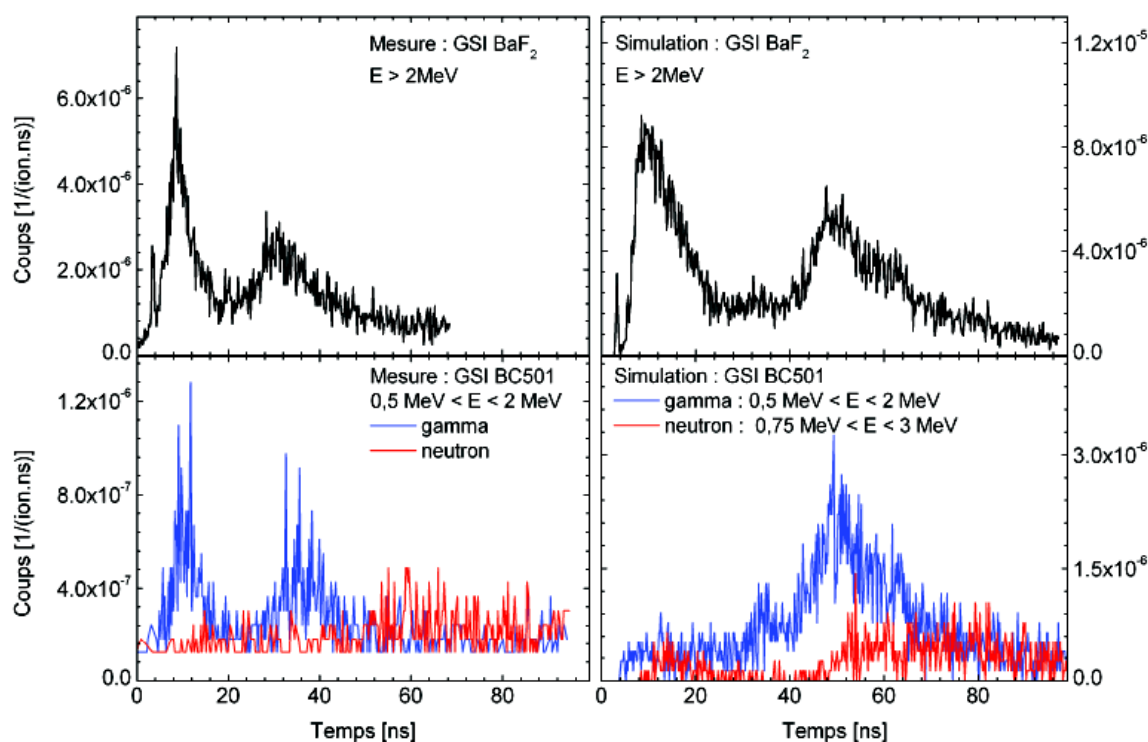 Mesure : GSI BaF₂
E > 2MeV
Coups [1/(ion.ns)]
6.0x10⁻⁶
4.0x10⁻⁶
2.0x10⁻⁶
0.0
Simulation : GSI BaF₂
E > 2MeV
1.2x10⁻⁵
8.0x10⁻⁶
4.0x10⁻⁶
0.0
Mesure : GSI BC501
0,5 MeV < E < 2 MeV
gamma
neutron
Coups [1/(ion.ns)]
1.2x10⁻⁶
8.0x10⁻⁷
4.0x10⁻⁷
0.0
0 20 40 60 80
Temps [ns]
Simulation : GSI BC501
gamma : 0,5 MeV < E < 2 MeV
neutron : 0,75 MeV < E < 3 MeV
3.0x10⁻⁶
1.5x10⁻⁶
0.0
0 20 40 60 80
Temps [ns]